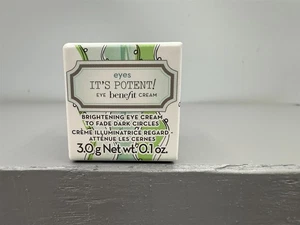 eyes
IT'S POTENT!
EYE benefit CREAM
BRIGHTENING EYE CREAM
TO FADE DARK CIRCLES
CRÈME ILLUMINATRICE REGARD -
ATTÉNUE LES CERNES
3.0 g Net wt. 0.1 oz.